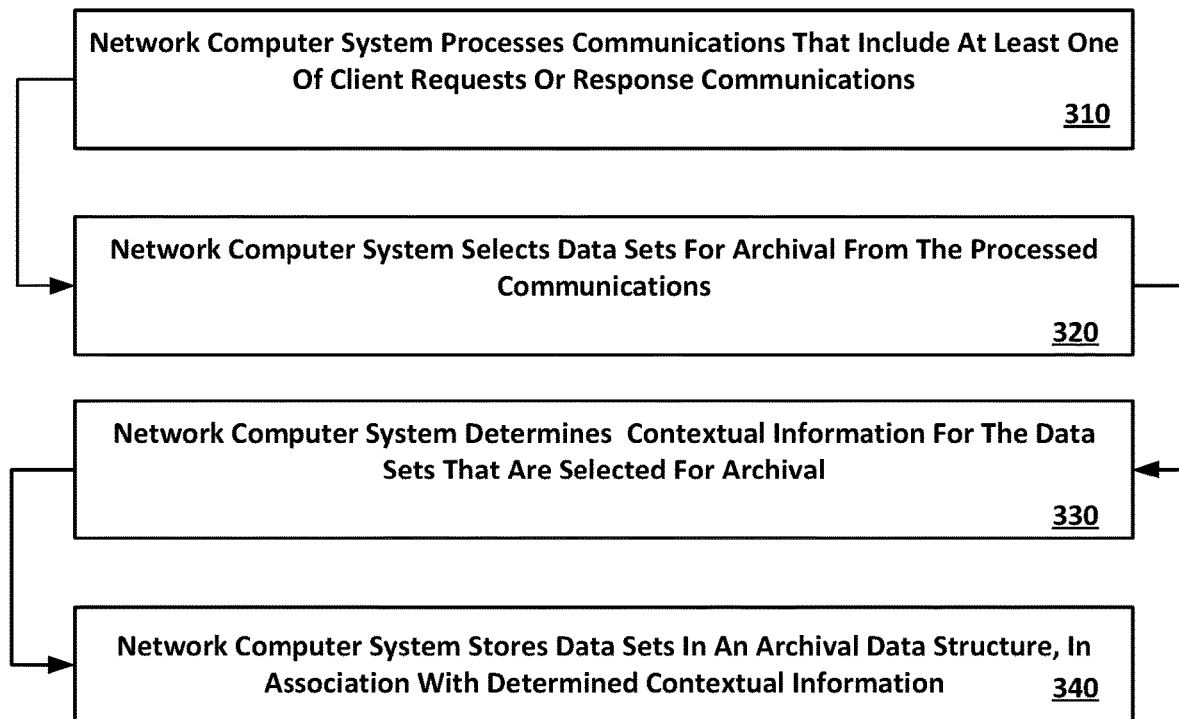 Network Computer System Processes Communications That Include At Least One
Of Client Requests Or Response Communications
310
Network Computer System Selects Data Sets For Archival From The Processed
Communications
320
Network Computer System Determines Contextual Information For The Data
Sets That Are Selected For Archival
330
Network Computer System Stores Data Sets In An Archival Data Structure, In
Association With Determined Contextual Information
340